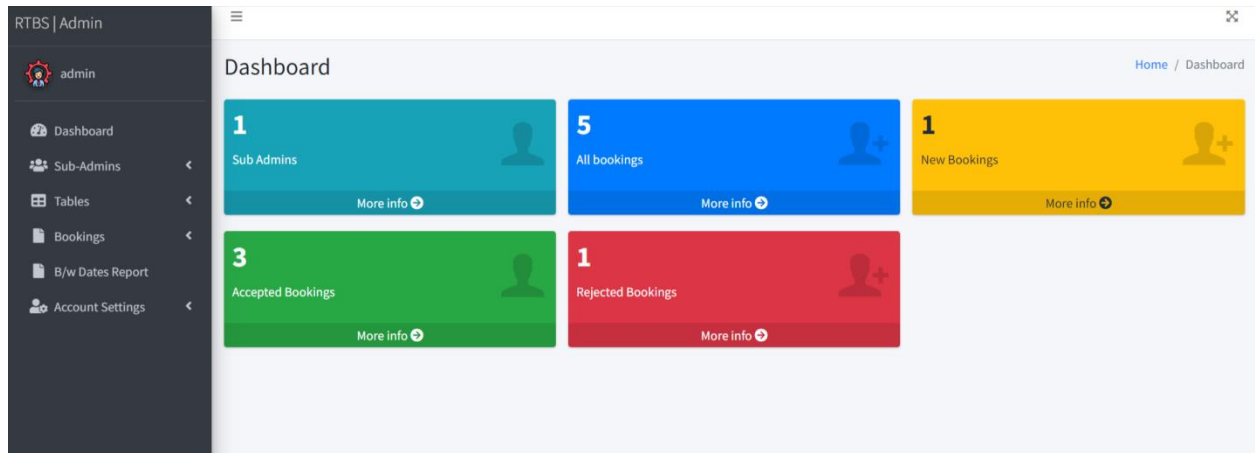 RTBS | Admin
admin
Dashboard
Sub-Admins
Tables
Bookings
B/w Dates Report
Account Settings
Dashboard
Home / Dashboard
1
Sub Admins
More info
5
All bookings
More info
1
New Bookings
More info
3
Accepted Bookings
More info
1
Rejected Bookings
More info